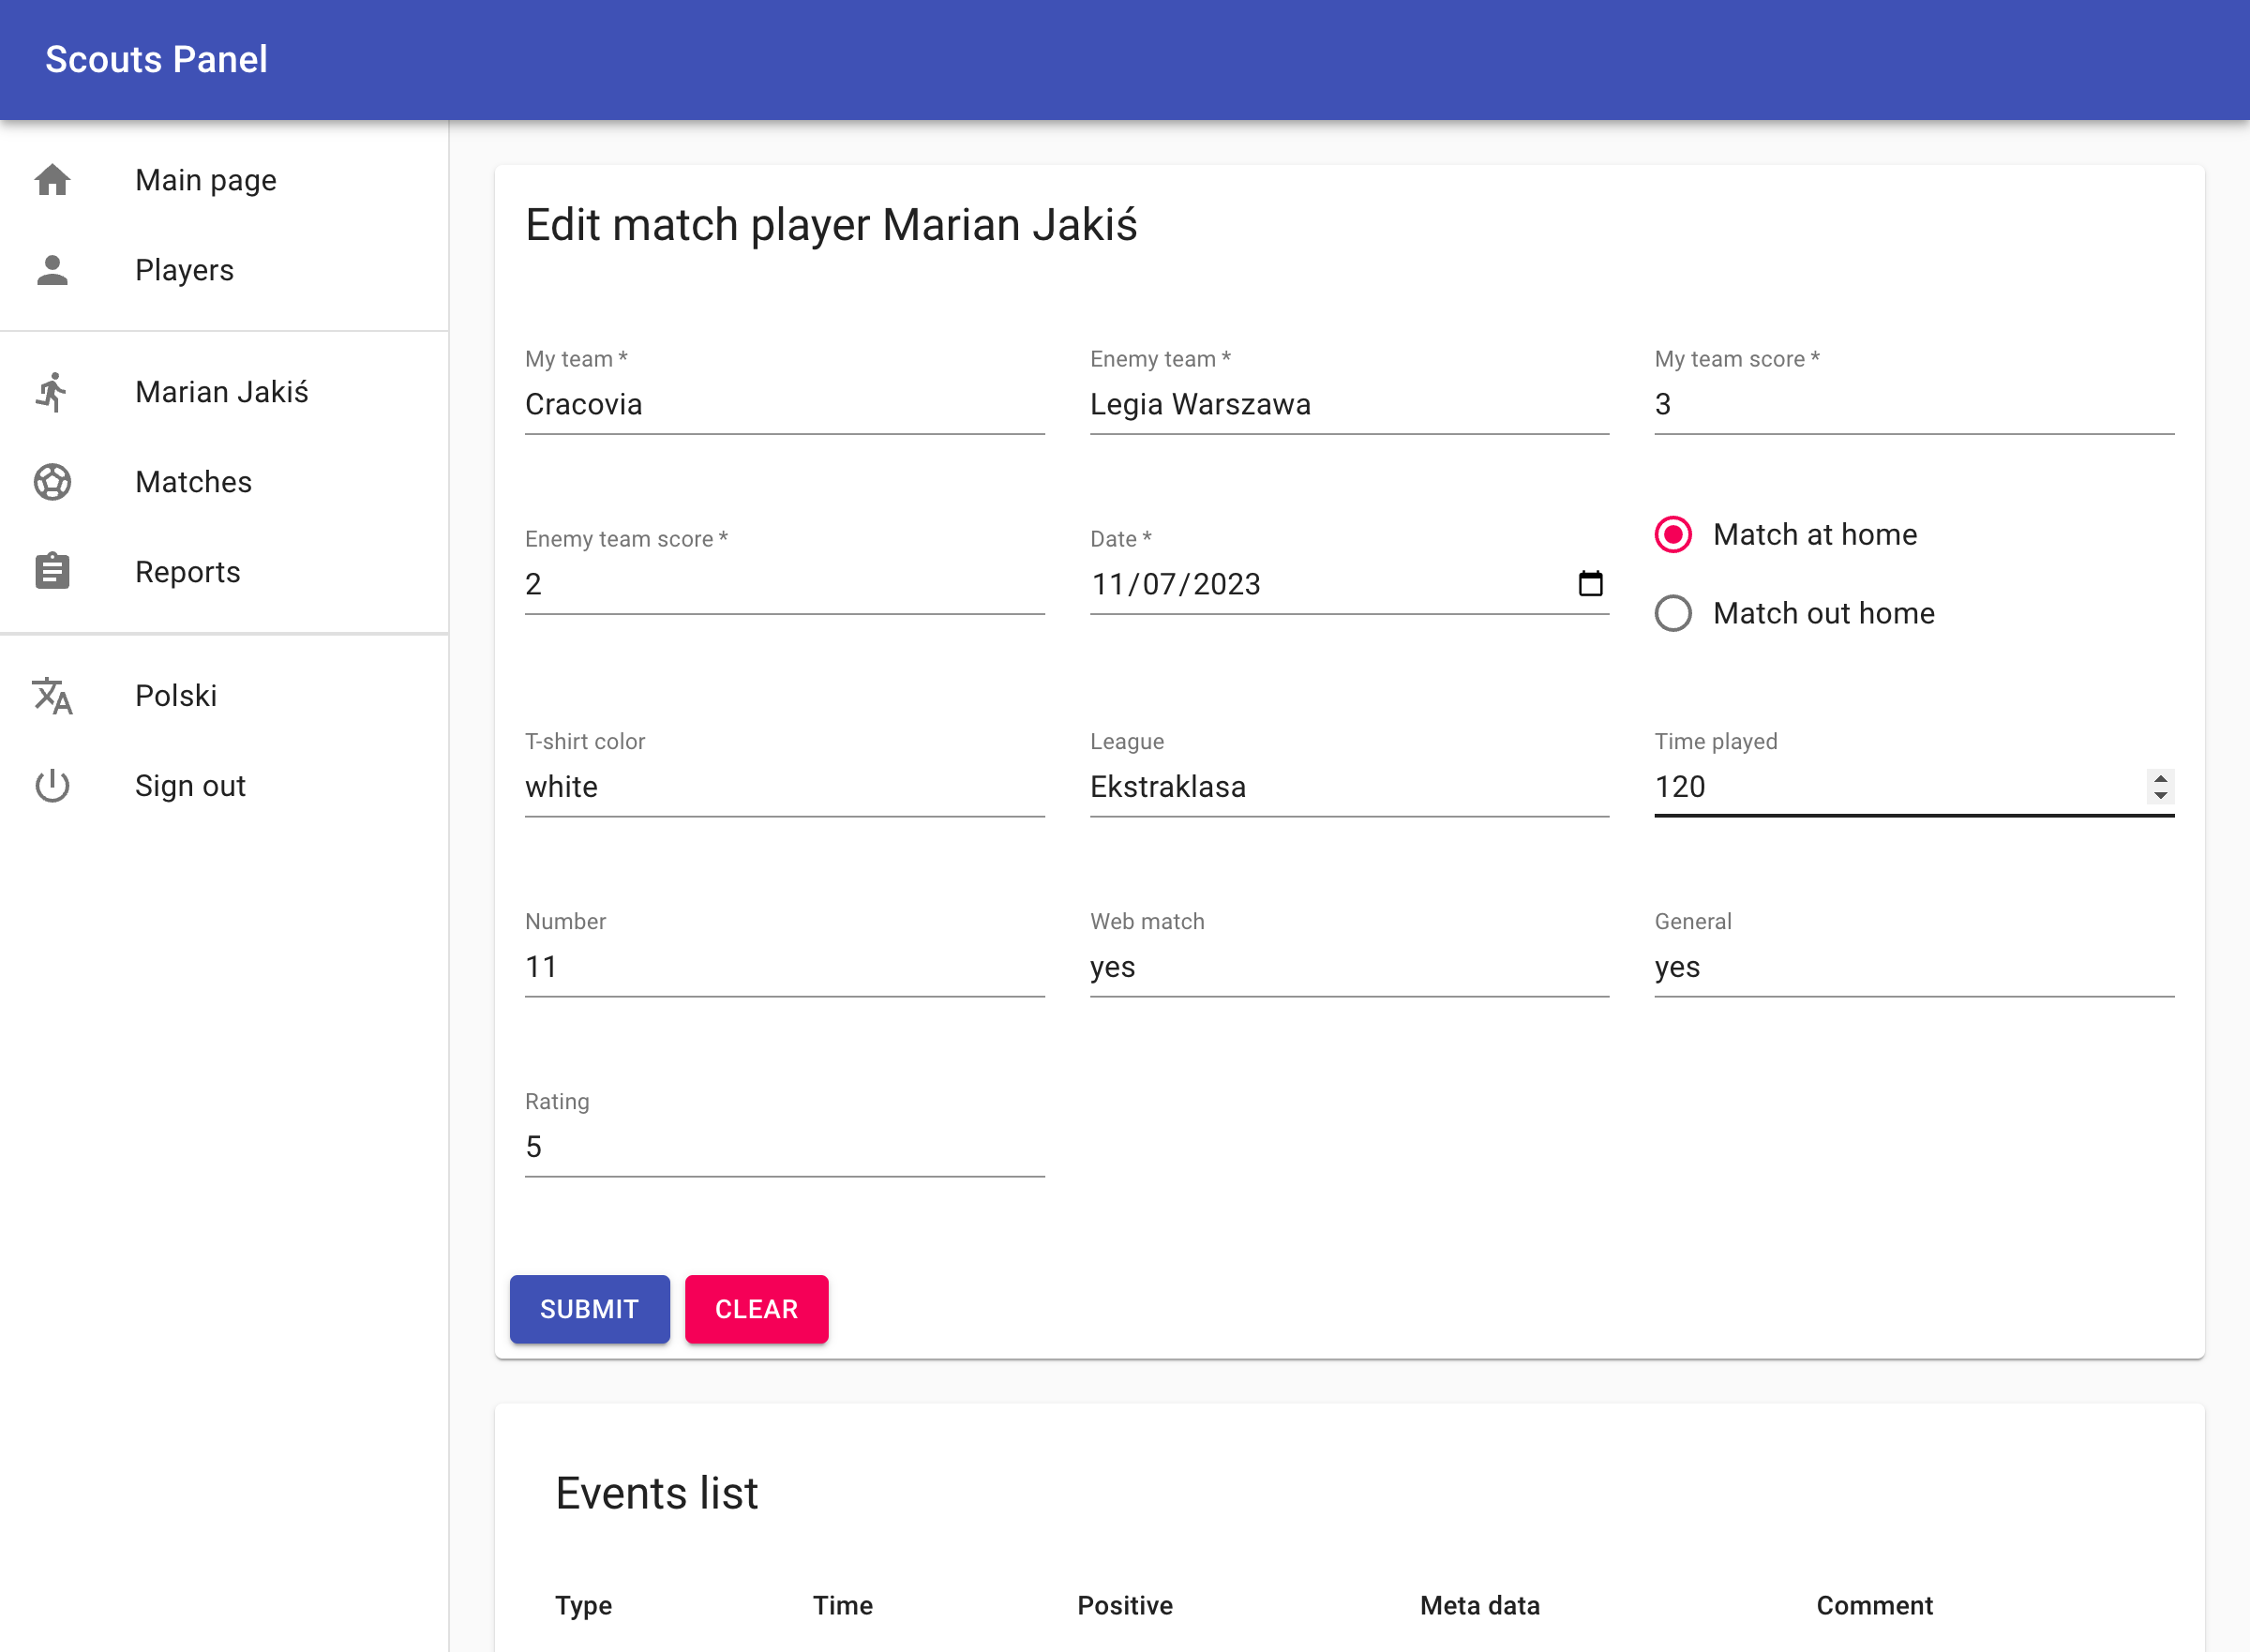 Scouts Panel
Main page
Players
Marian Jakiś
Matches
Reports
Polski
Sign out
Edit match player Marian Jakiś
My team *
Cracovia
Enemy team *
Legia Warszawa
My team score *
3
Enemy team score *
2
Date *
11/07/2023
Match at home
Match out home
T-shirt color
white
League
Ekstraklasa
Time played
120
Number
11
Web match
yes
General
yes
Rating
5
SUBMIT
CLEAR
Events list
Type Time Positive Meta data Comment